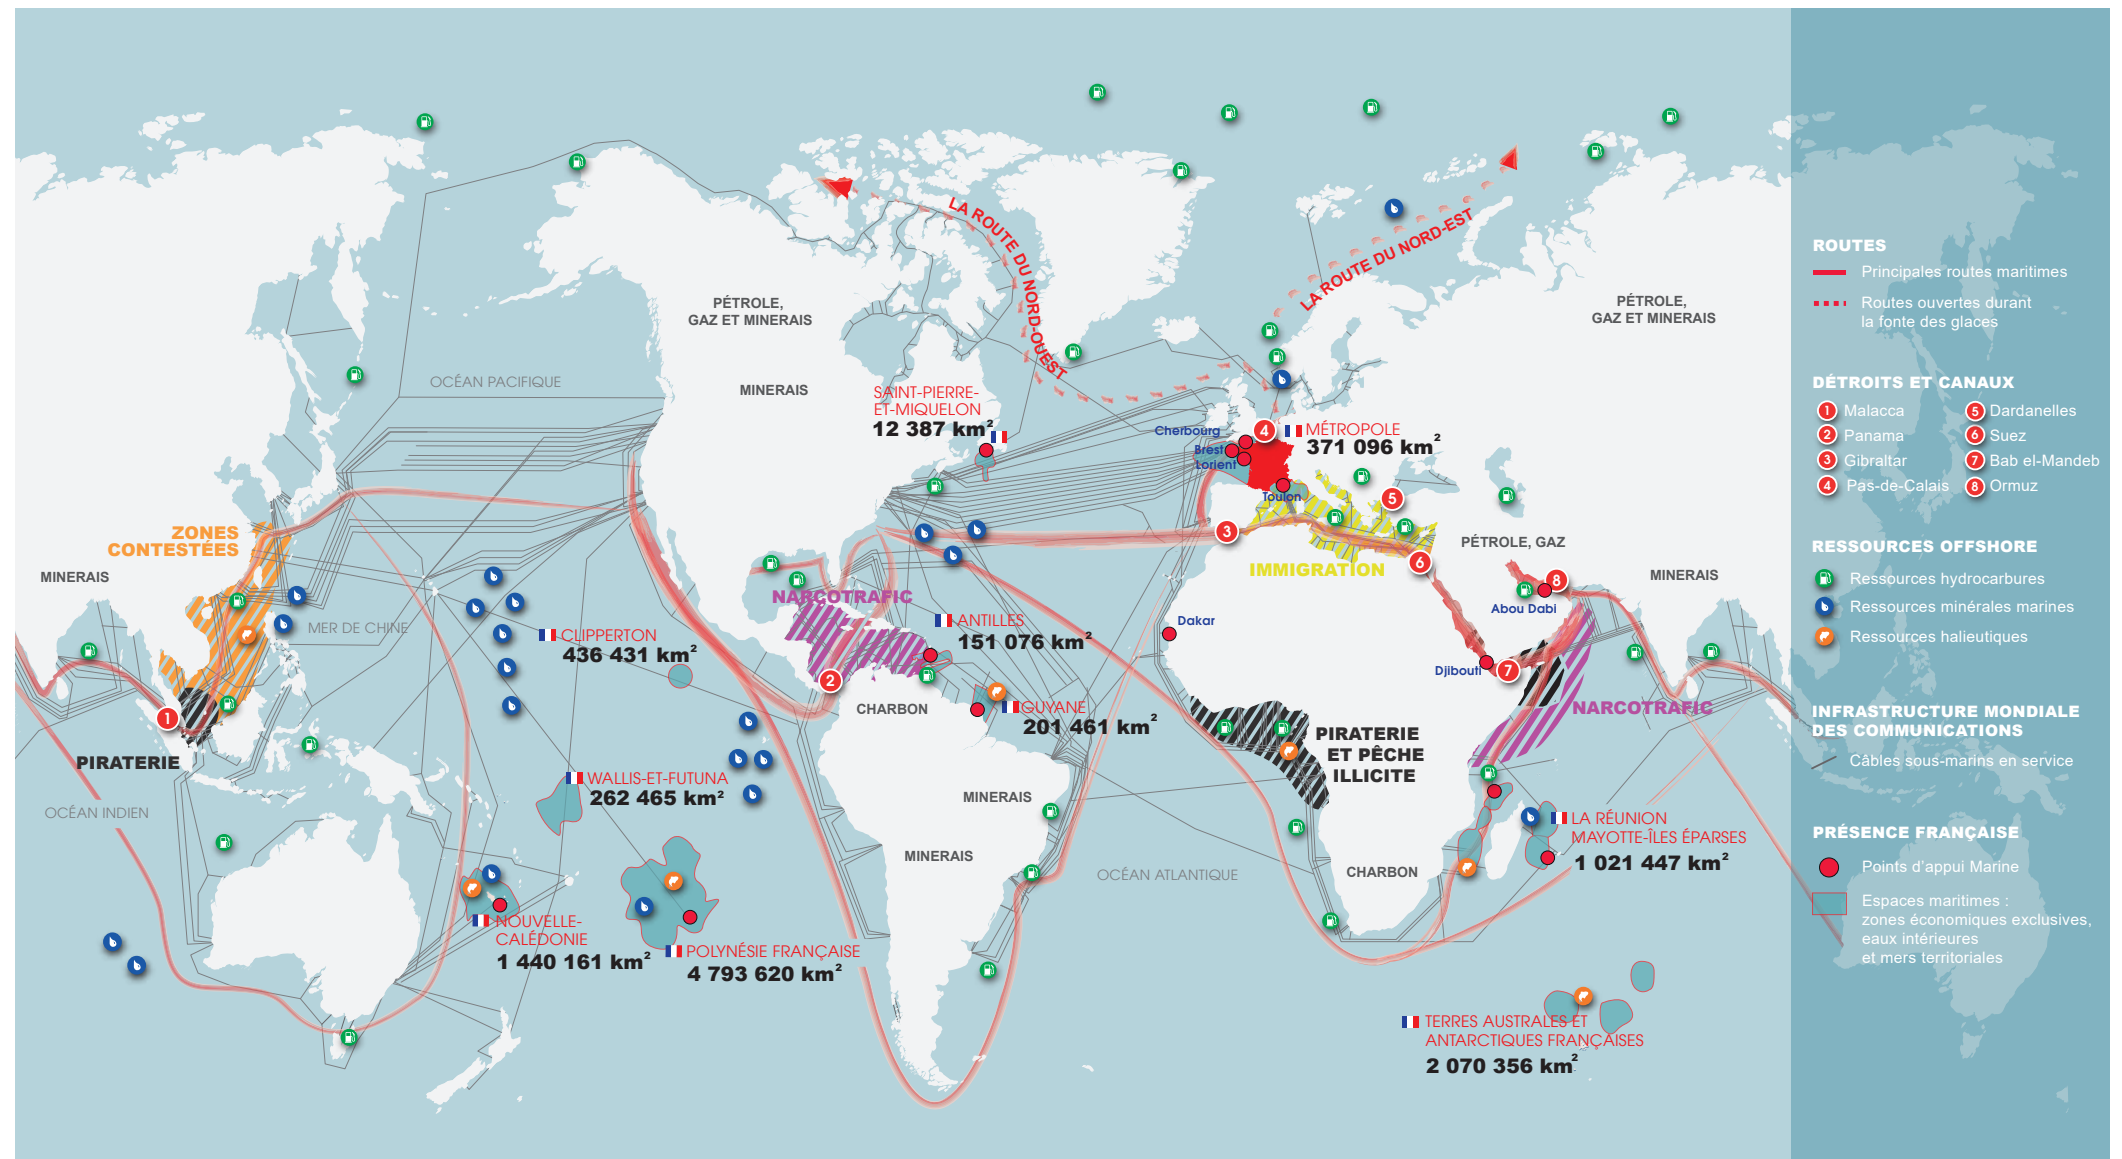 LA ROUTE DU NORD-OUEST
LA ROUTE DU NORD-EST
PÉTROLE,
GAZ ET MINERAIS
PÉTROLE,
GAZ ET MINERAIS
OCÉAN PACIFIQUE
MINERAIS
SAINT-PIERRE-
ET-MIQUELON
12 387 km²
Cherbourg
Brest
Lorient
Toulon
4
MÉTROPOLE
371 096 km²
5
3
6
ZONES
CONTESTÉES
MINERAIS
PÉTROLE, GAZ
IMMIGRATION
MINERAIS
8
Abou Dabi
NARCOTRAFIC
ANTILLES
151 076 km²
Dakar
MER DE CHINE
CLIPPERTON
436 431 km²
Djibouti
7
2
1
CHARBON
GUYANE
201 461 km²
NARCOTRAFIC
PIRATERIE
PIRATERIE
ET PÊCHE
ILLICITE
WALLIS-ET-FUTUNA
262 465 km²
MINERAIS
OCÉAN INDIEN
LA RÉUNION
MAYOTTE-ÎLES ÉPARSES
1 021 447 km²
MINERAIS
OCÉAN ATLANTIQUE
CHARBON
NOUVELLE-
CALÉDONIE
1 440 161 km²
POLYNÉSIE FRANÇAISE
4 793 620 km²
TERRES AUSTRALES ET
ANTARCTIQUES FRANÇAISES
2 070 356 km²
ROUTES
Principales routes maritimes
Routes ouvertes durant
la fonte des glaces
DÉTROITS ET CANAUX
1 Malacca
2 Panama
3 Gibraltar
4 Pas-de-Calais
5 Dardanelles
6 Suez
7 Bab el-Mandeb
8 Ormuz
RESSOURCES OFFSHORE
Ressources hydrocarbures
Ressources minérales marines
Ressources halieutiques
INFRASTRUCTURE MONDIALE
DES COMMUNICATIONS
Câbles sous-marins en service
PRÉSENCE FRANÇAISE
Points d'appui Marine
Espaces maritimes :
zones économiques exclusives,
eaux intérieures
et mers territoriales